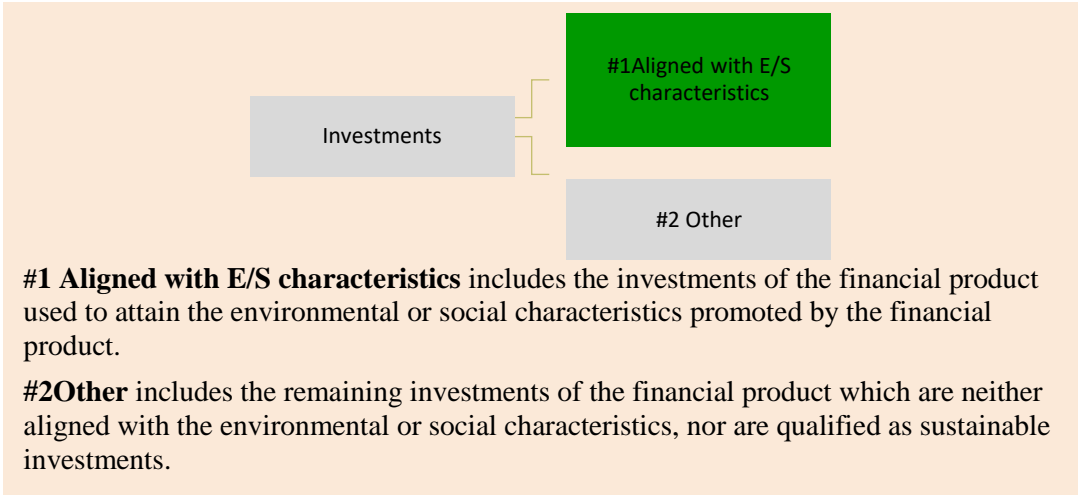 #1Aligned with E/S
characteristics
Investments
#2 Other
#1 Aligned with E/S characteristics includes the investments of the financial product
used to attain the environmental or social characteristics promoted by the financial
product.
#2Other includes the remaining investments of the financial product which are neither
aligned with the environmental or social characteristics, nor are qualified as sustainable
investments.